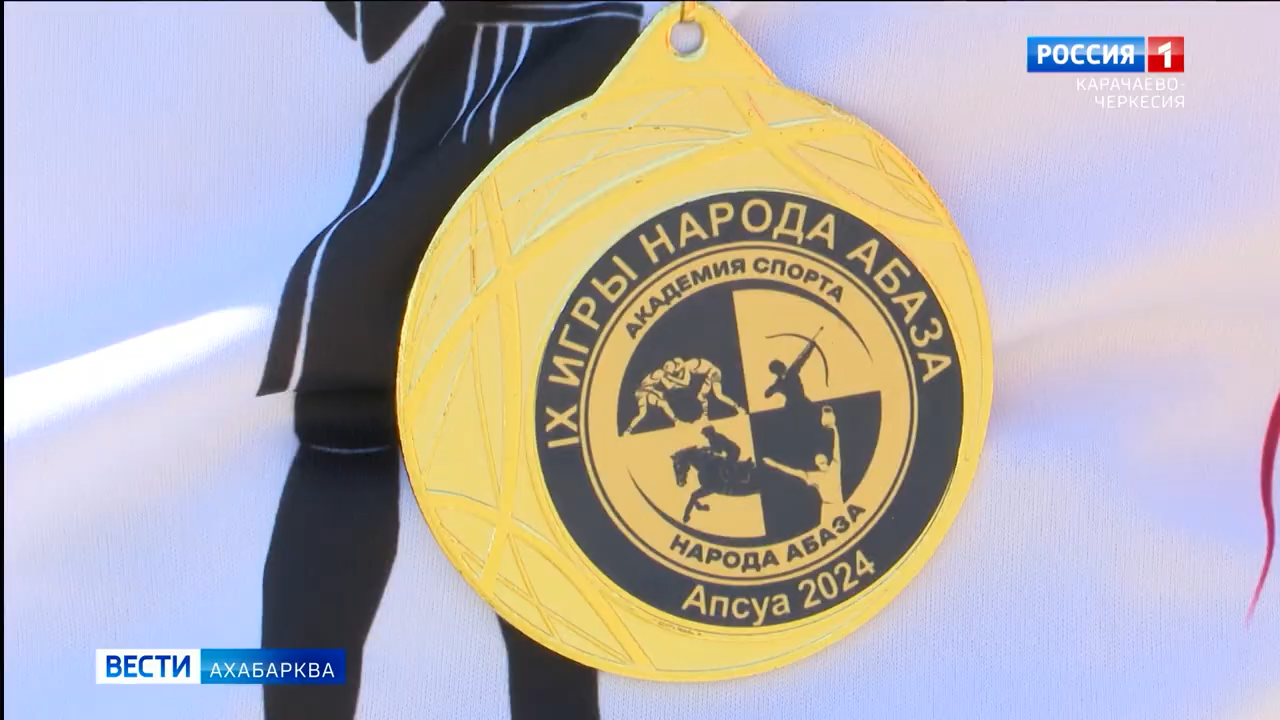 РОССИЯ 1
КАРАЧАЕВО-
ЧЕРКЕСИЯ
IX ИГРЫ НАРОДА АБАЗА
АКАДЕМИЯ СПОРТА
НАРОДА АБАЗА
Апсуа 2024
ВЕСТИ АХАБАРКВА